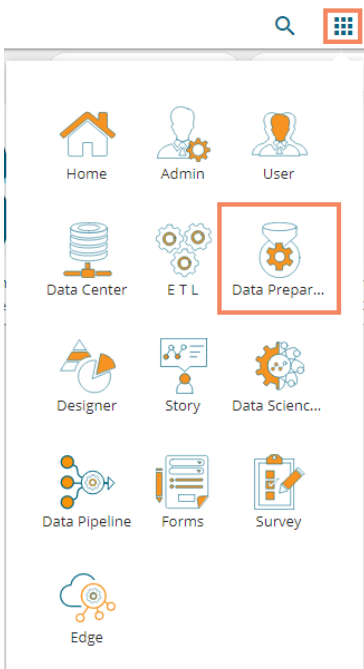 Home Admin User
Data Center E T L Data Prepar...
Designer Story Data Scienc...
Data Pipeline Forms Survey
Edge